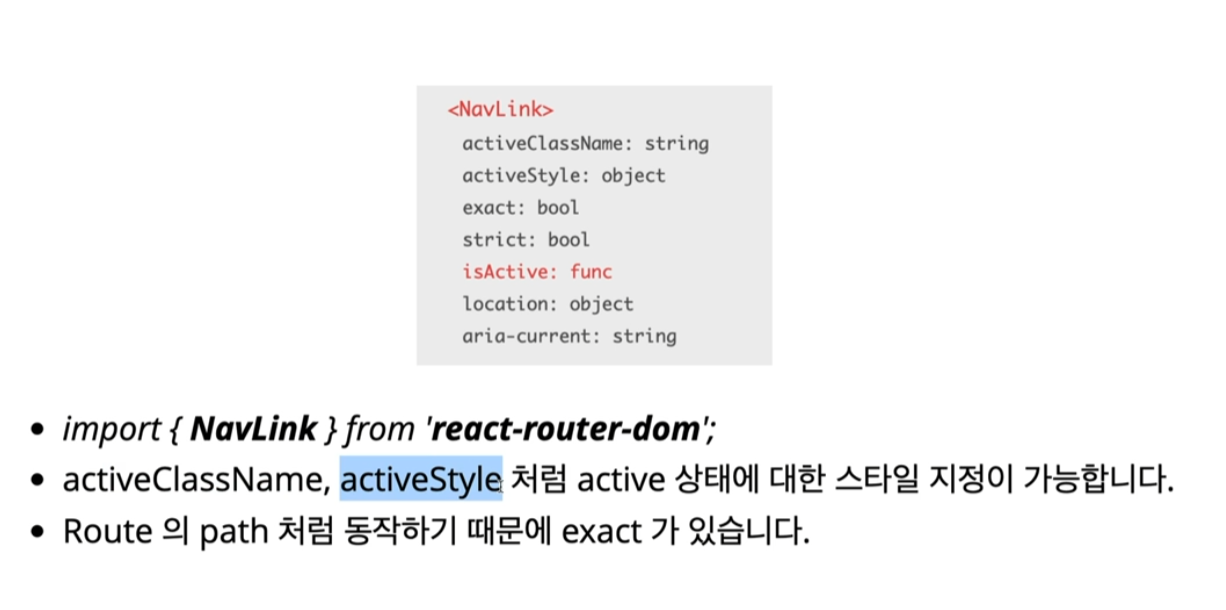 <NavLink>
activeClassName: string
activeStyle: object
exact: bool
strict: bool
isActive: func
location: object
aria-current: string
• import { NavLink } from 'react-router-dom';
• activeClassName, activeStyle 처럼 active 상태에 대한 스타일 지정이 가능합니다.
• Route 의 path 처럼 동작하기 때문에 exact 가 있습니다.